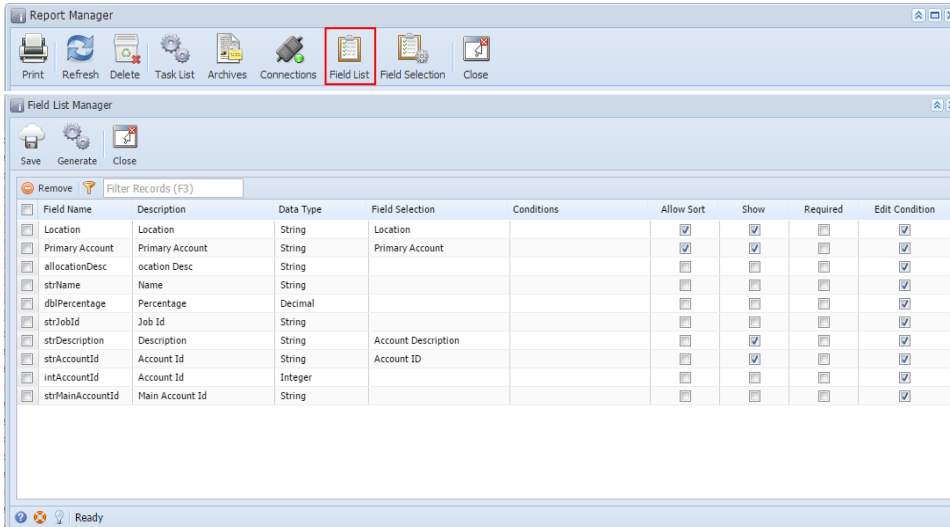 Report Manager
Print Refresh Delete Task List Archives Connections Field List Field Selection Close
Field List Manager
Save Generate Close
Remove Filter Records (F3)
Field Name Description Data Type Field Selection Conditions Allow Sort Show Required Edit Condition
Location Location String Location
Primary Account Primary Account String Primary Account
allocationDesc ocation Desc String
strName Name String
dblPercentage Percentage Decimal
strJobId Job Id String
strDescription Description String Account Description
strAccountId Account Id String Account ID
intAccountId Account Id Integer
strMainAccountId Main Account Id String
Ready